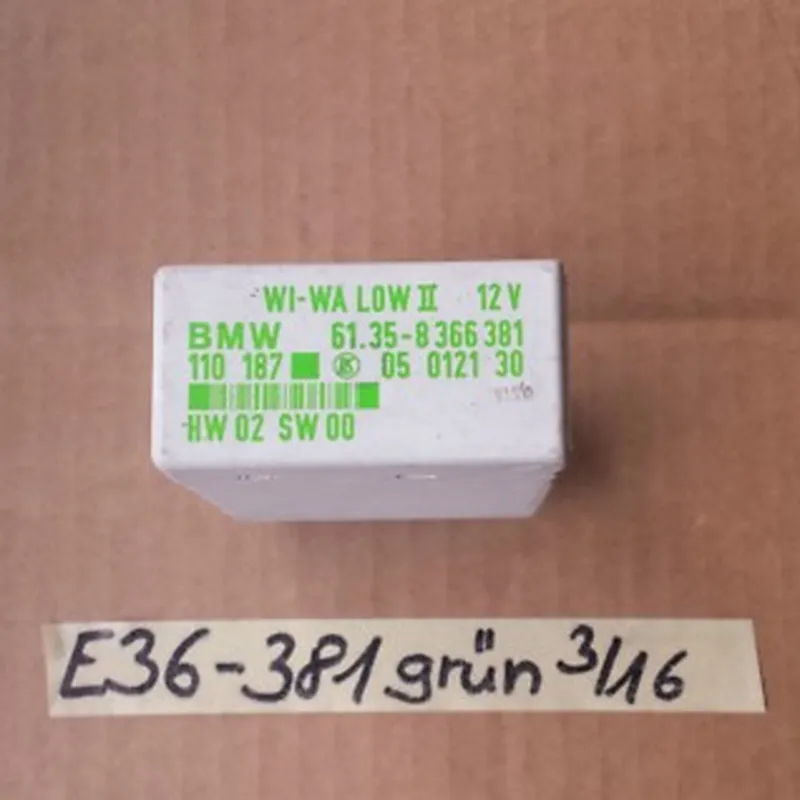 WI-WA LOW II 12 V
BMW 61.35-8 366 381
110 187 05 0121 30
HW 02 SW 00
E36-381 grün 3/16